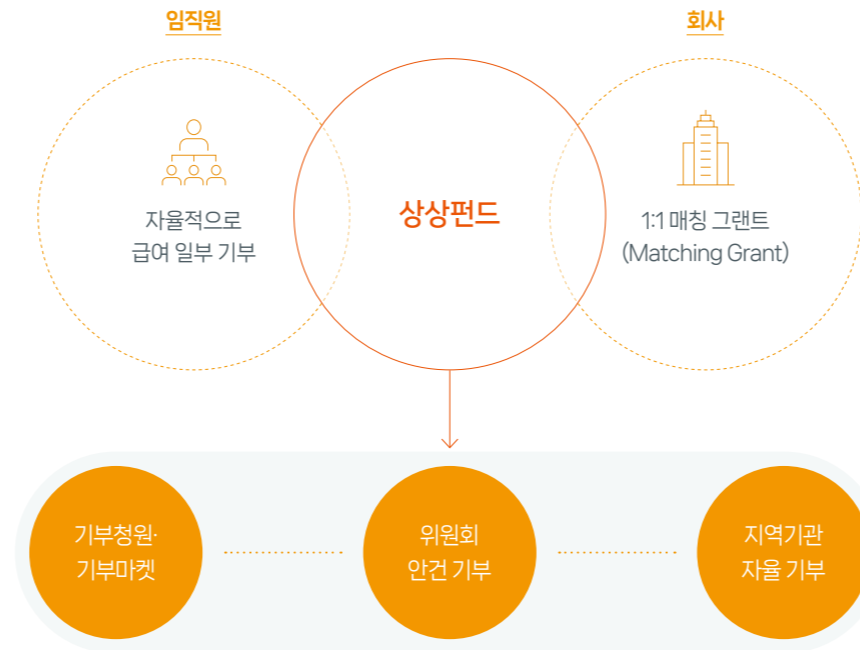 임직원
회사
자율적으로
급여 일부 기부
상상펀드
1:1 매칭 그랜트
(Matching Grant)
기부청원·
기부마켓
위원회
안건 기부
지역기관
자율 기부